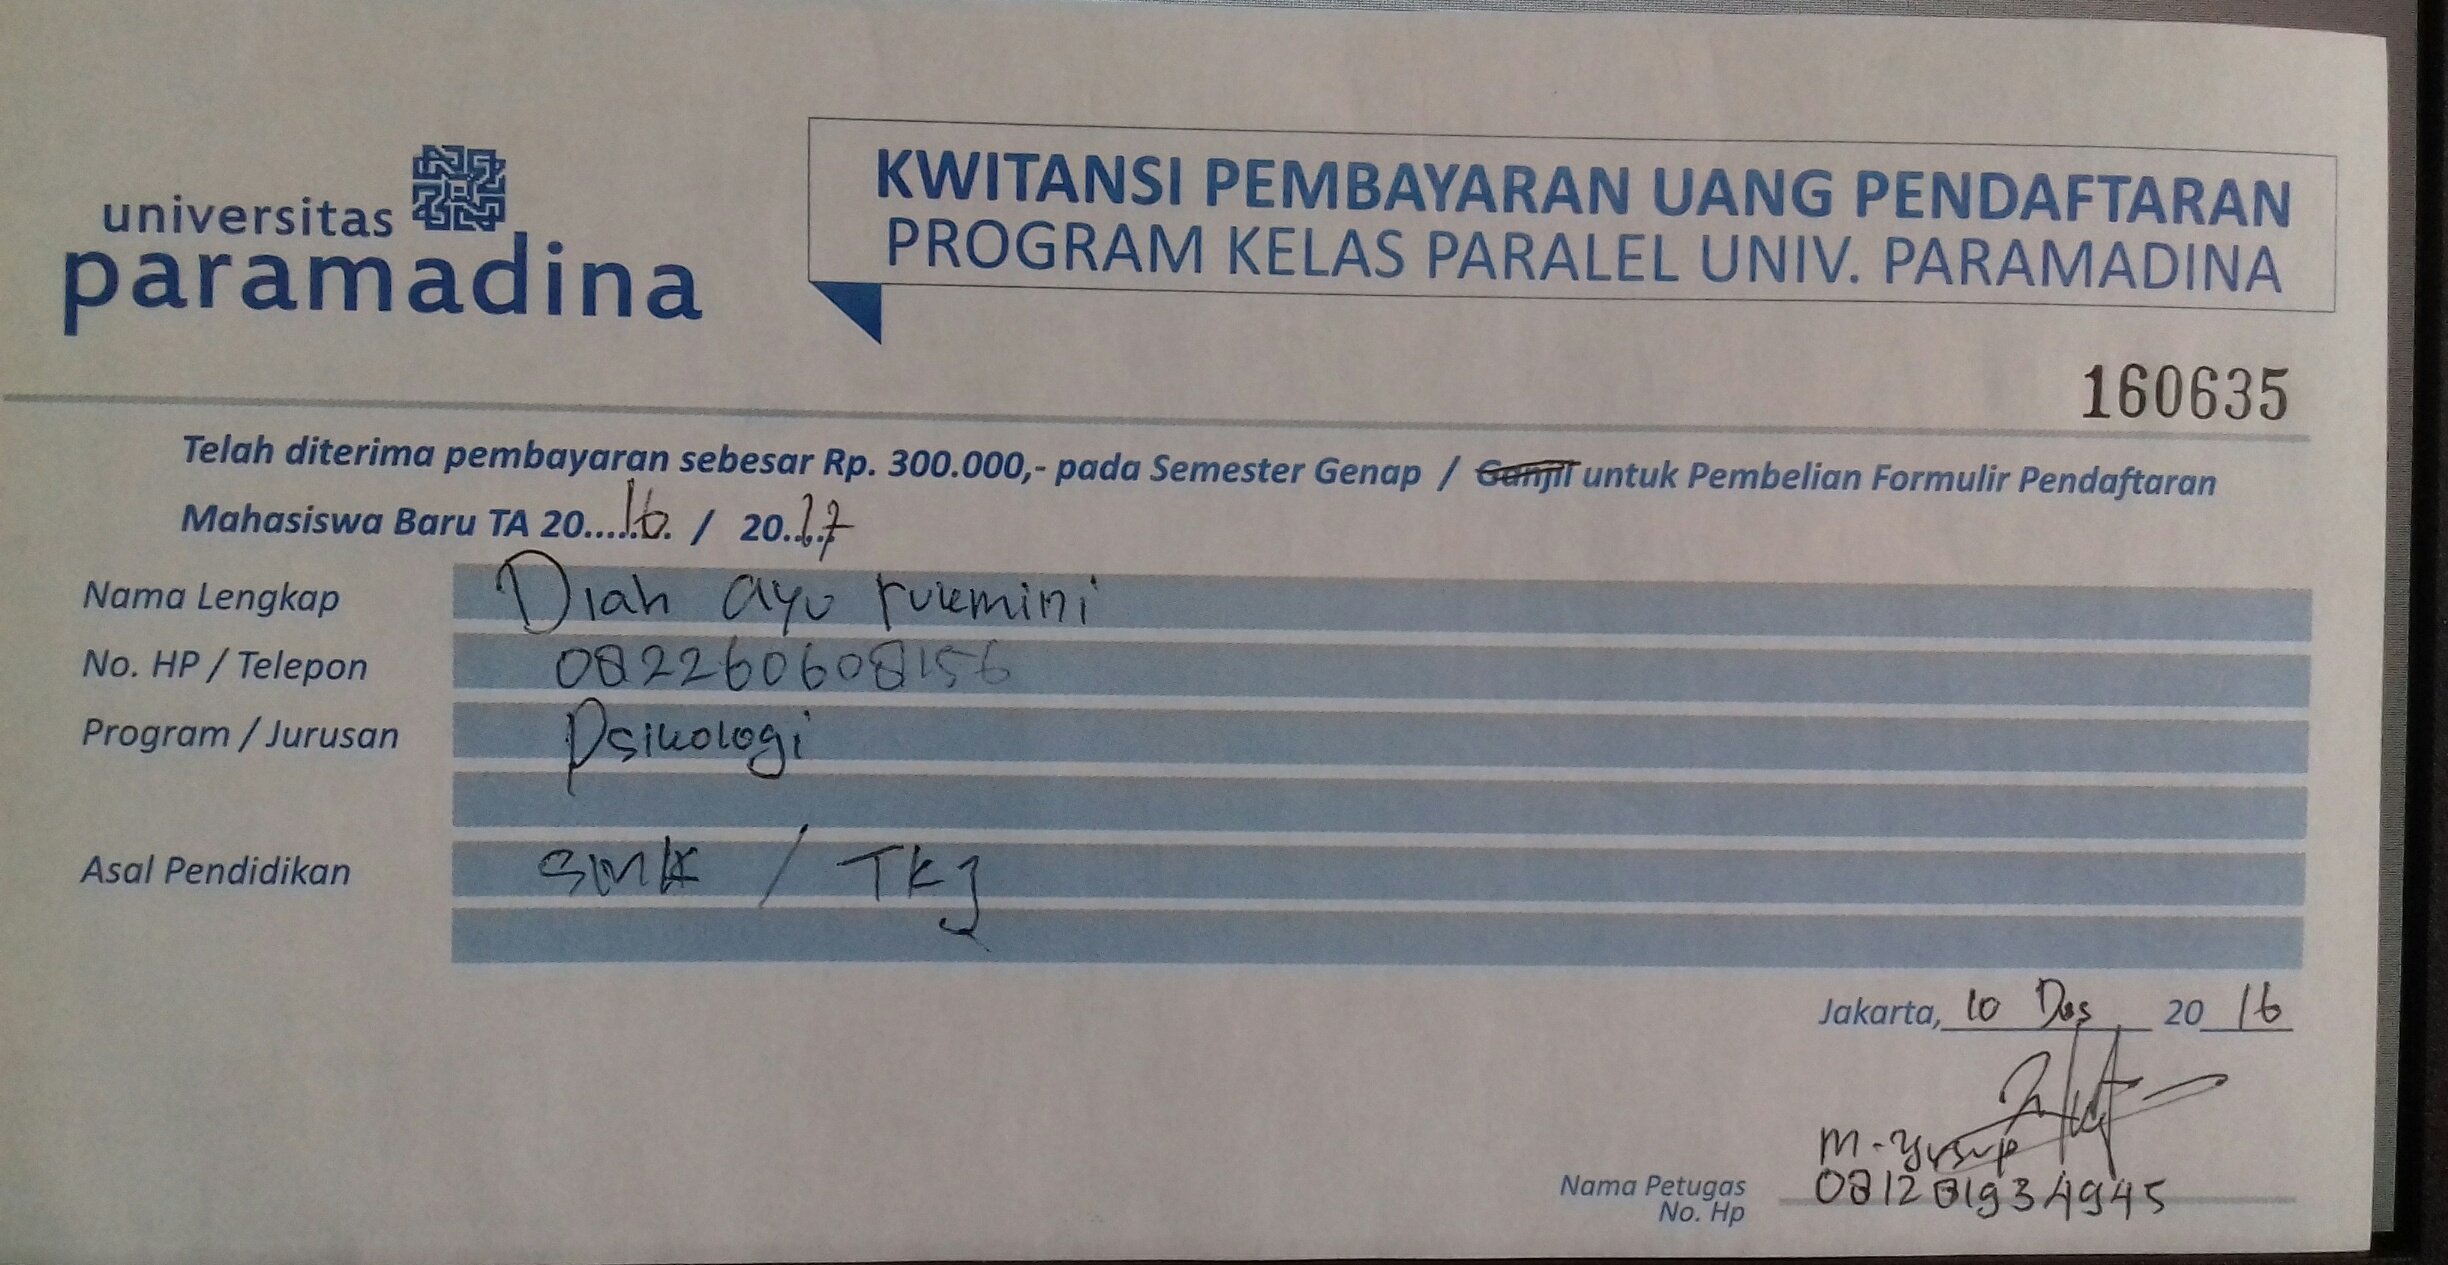 universitas
paramadina
KWITANSI PEMBAYARAN UANG PENDAFTARAN
PROGRAM KELAS PARALEL UNIV. PARAMADINA
160635
Telah diterima pembayaran sebesar Rp. 300.000,- pada Semester Genap / Ganjil untuk Pembelian Formulir Pendaftaran
Mahasiswa Baru TA 20.....16. / 20..17
Nama Lengkap Diah ayu rukmini
No. HP / Telepon 082260608156
Program / Jurusan Psikologi
Asal Pendidikan SMK / TKJ
Jakarta, 10 Des 20 16
M. Yusup
Nama Petugas 081281934945
No. Hp